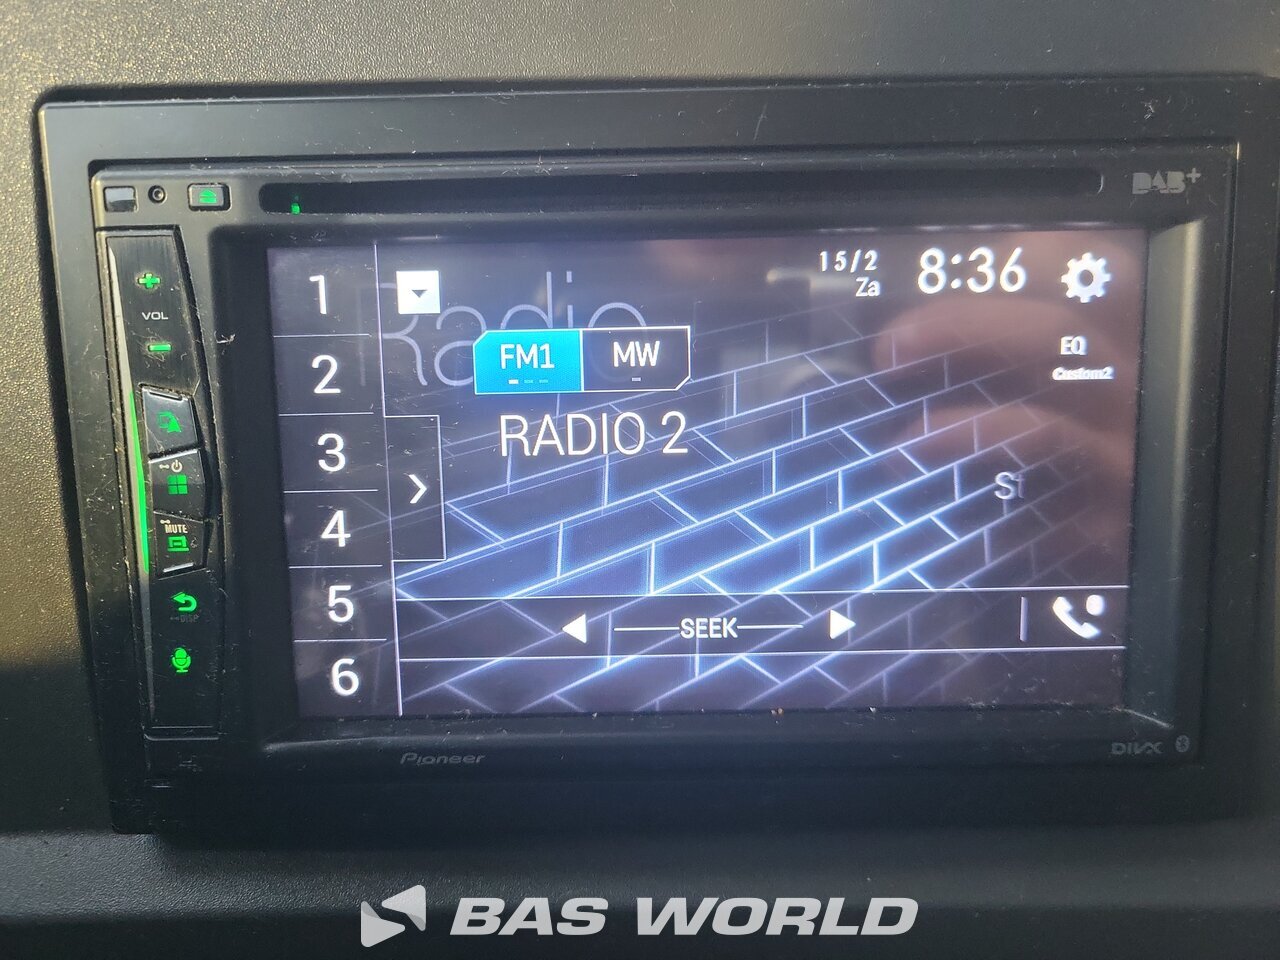 DAB+
VOL
MUTE
DISP
1
2
3
4
5
6
Radio
15/2
Za
8:36
FM1
MW
EQ
Custom2
RADIO 2
SEEK
Pioneer
DIVX
BAS WORLD